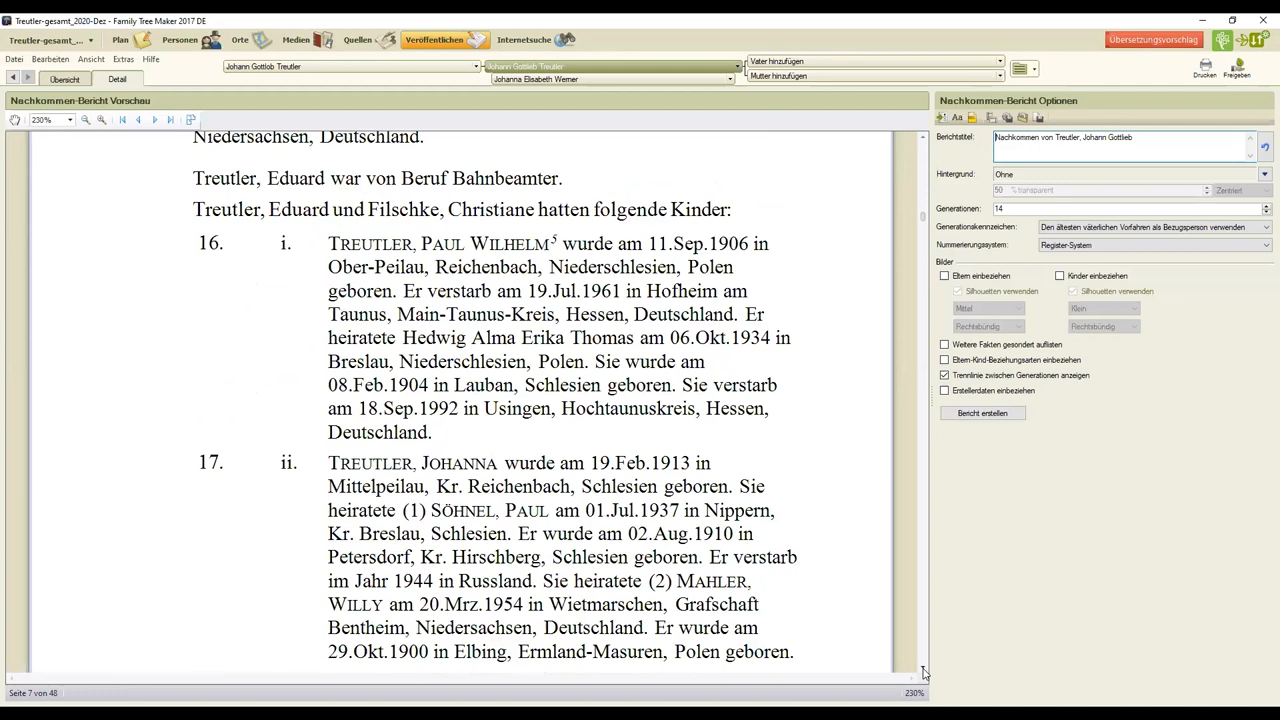 Treutler-gesamt_2020-Dez - Family Tree Maker 2017 DE
Treutler-gesamt_... Plan Personen Orte Medien Quellen Veröffentlichen Internetsuche Übersetzungsvorschlag
Datei Bearbeiten Ansicht Extras Hilfe
Johann Gottlob Treutler Johann Gottlieb Treutler Vater hinzufügen
Übersicht Detail Johanna Elisabeth Werner Mutter hinzufügen Drucken Freigeben
Nachkommen-Bericht Vorschau
230%
Niedersachsen, Deutschland.
Treutler, Eduard war von Beruf Bahnbeamter.
Treutler, Eduard und Filschke, Christiane hatten folgende Kinder:
16. i. TREUTLER, PAUL WILHELM5 wurde am 11.Sep.1906 in
Ober-Peilau, Reichenbach, Niederschlesien, Polen
geboren. Er verstarb am 19.Jul.1961 in Hofheim am
Taunus, Main-Taunus-Kreis, Hessen, Deutschland. Er
heiratete Hedwig Alma Erika Thomas am 06.Okt.1934 in
Breslau, Niederschlesien, Polen. Sie wurde am
08.Feb.1904 in Lauban, Schlesien geboren. Sie verstarb
am 18.Sep.1992 in Usingen, Hochtaunuskreis, Hessen,
Deutschland.
17. ii. TREUTLER, JOHANNA wurde am 19.Feb.1913 in
Mittelpeilau, Kr. Reichenbach, Schlesien geboren. Sie
heiratete (1) SÖHNEL, PAUL am 01.Jul.1937 in Nippern,
Kr. Breslau, Schlesien. Er wurde am 02.Aug.1910 in
Petersdorf, Kr. Hirschberg, Schlesien geboren. Er verstarb
im Jahr 1944 in Russland. Sie heiratete (2) MAHLER,
WILLY am 20.Mrz.1954 in Wietmarschen, Grafschaft
Bentheim, Niedersachsen, Deutschland. Er wurde am
29.Okt.1900 in Elbing, Ermland-Masuren, Polen geboren.
Seite 7 von 48 230%
Nachkommen-Bericht Optionen
Aa
Berichtstitel: Nachkommen von Treutler, Johann Gottlieb
Hintergrund: Ohne
50 % transparent Zentriert
Generationen: 14
Generationskennzeichen: Den ältesten väterlichen Vorfahren als Bezugsperson verwenden
Nummerierungssystem: Register-System
Bilder
Eltern einbeziehen Kinder einbeziehen
Silhouetten verwenden Silhouetten verwenden
Mittel Klein
Rechtsbündig Rechtsbündig
Weitere Fakten gesondert auflisten
Eltern-Kind-Beziehungsarten einbeziehen
Trennlinie zwischen Generationen anzeigen
Erstellerdaten einbeziehen
Bericht erstellen